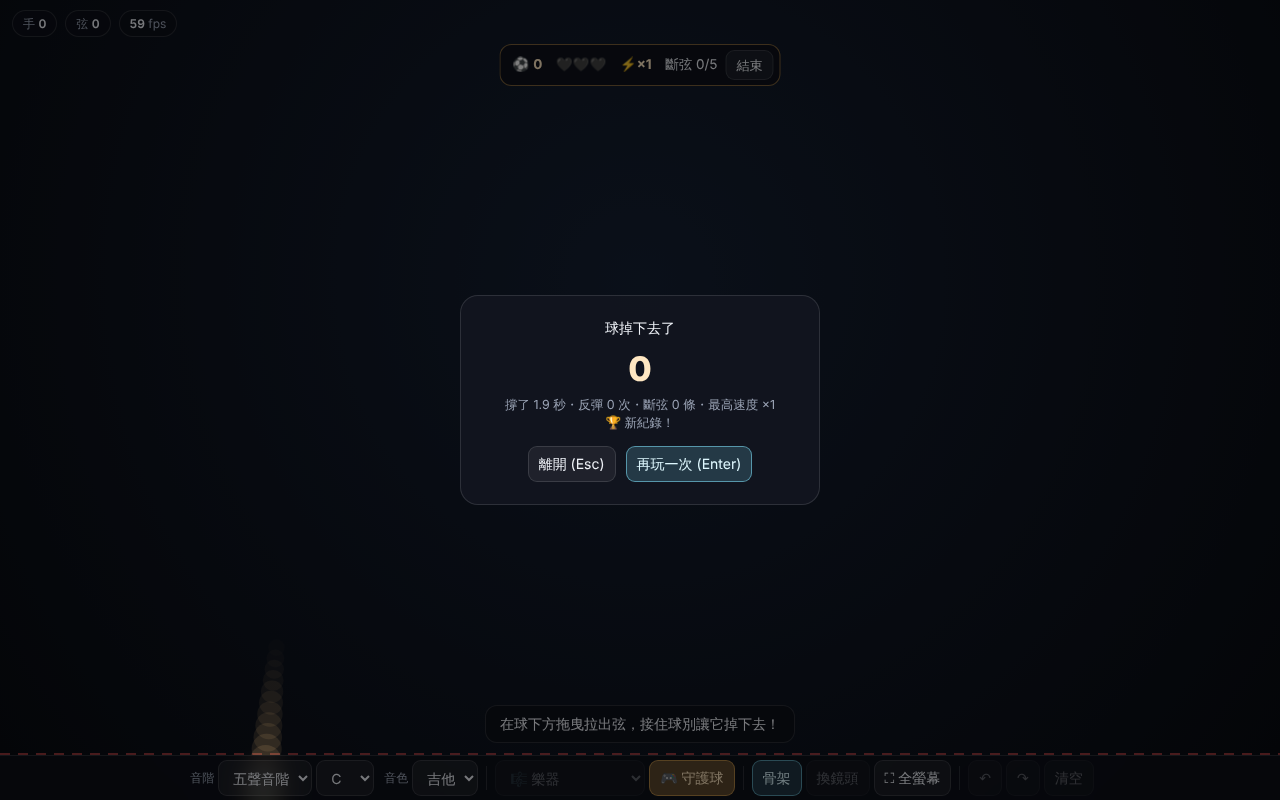 手 0 弦 0 59 fps
⚽ 0 🖤🖤🖤 ⚡×1 斷弦 0/5 結束
球掉下去了
0
撐了 1.9 秒・反彈 0 次・斷弦 0 條・最高速度 ×1
🏆 新紀錄！
離開 (Esc) 再玩一次 (Enter)
在球下方拖曳拉出弦，接住球別讓它掉下去！
音階 五聲音階 C 音色 吉他 🎼 樂器 🎮 守護球 骨架 換鏡頭 ⛶ 全螢幕 ↶ ↷ 清空